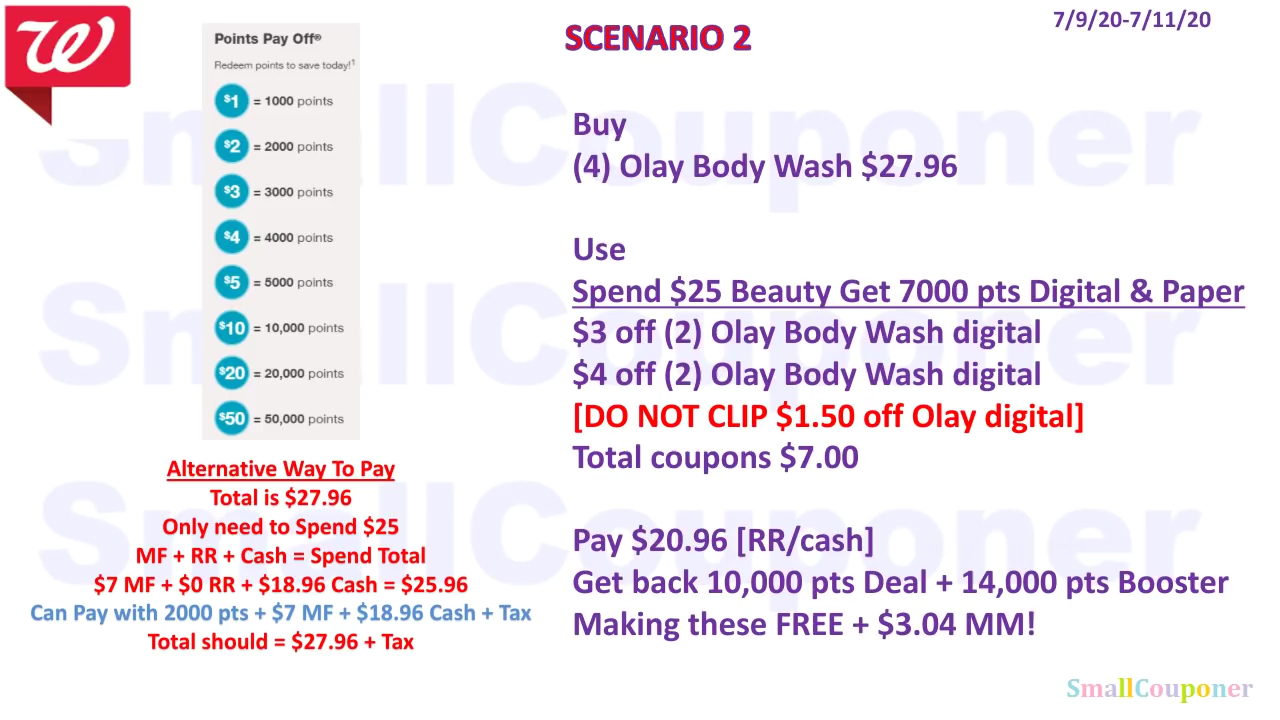 7/9/20-7/11/20
SCENARIO 2
Points Pay Off®
Redeem points to save today!¹
$1 = 1000 points
$2 = 2000 points
$3 = 3000 points
$4 = 4000 points
$5 = 5000 points
$10 = 10,000 points
$20 = 20,000 points
$50 = 50,000 points
Alternative Way To Pay
Total is $27.96
Only need to Spend $25
MF + RR + Cash = Spend Total
$7 MF + $0 RR + $18.96 Cash = $25.96
Can Pay with 2000 pts + $7 MF + $18.96 Cash + Tax
Total should = $27.96 + Tax
Buy
(4) Olay Body Wash $27.96
Use
Spend $25 Beauty Get 7000 pts Digital & Paper
$3 off (2) Olay Body Wash digital
$4 off (2) Olay Body Wash digital
[DO NOT CLIP $1.50 off Olay digital]
Total coupons $7.00
Pay $20.96 [RR/cash]
Get back 10,000 pts Deal + 14,000 pts Booster
Making these FREE + $3.04 MM!
SmallCouponer
SmallCouponer
SmallCouponer
SmallCouponer
W